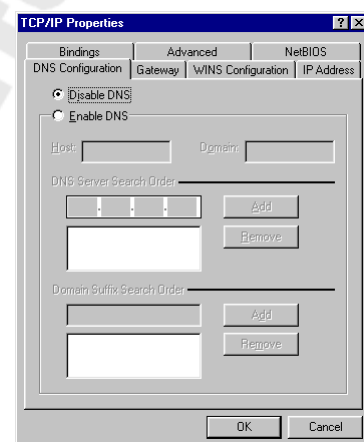 TCP/IP Properties
Bindings Advanced NetBIOS
DNS Configuration Gateway WINS Configuration IP Address
Disable DNS
Enable DNS
Host: Domain:
DNS Server Search Order
Add
Remove
Domain Suffix Search Order
Add
Remove
OK Cancel